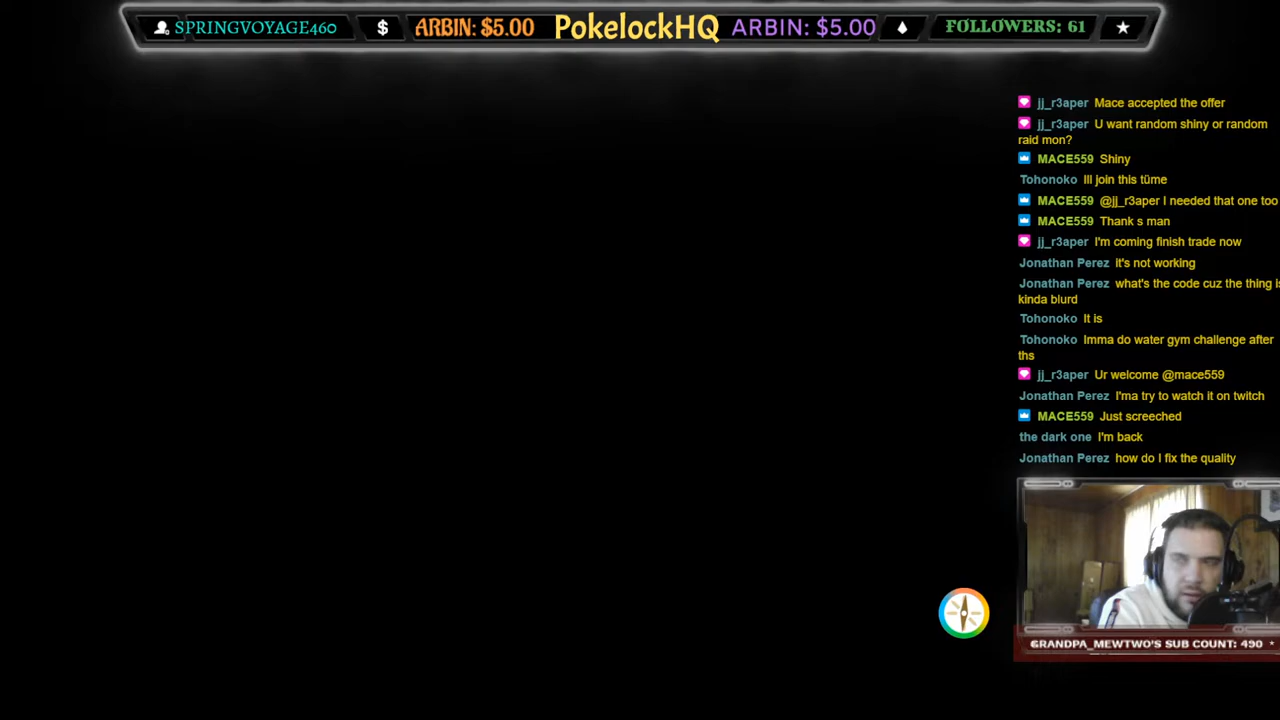 SPRINGVOYAGE460 $ ARBIN: $5.00 PokelockHQ ARBIN: $5.00 FOLLOWERS: 61
jj_r3aper Mace accepted the offer
jj_r3aper U want random shiny or random
raid mon?
MACE559 Shiny
Tohonoko Ill join this tüme
MACE559 @jj_r3aper I needed that one too
MACE559 Thank s man
jj_r3aper I'm coming finish trade now
Jonathan Perez it's not working
Jonathan Perez what's the code cuz the thing is
kinda blurd
Tohonoko It is
Tohonoko Imma do water gym challenge after
ths
jj_r3aper Ur welcome @mace559
Jonathan Perez I'ma try to watch it on twitch
MACE559 Just screeched
the dark one I'm back
Jonathan Perez how do I fix the quality
GRANDPA_MEWTWO'S SUB COUNT: 490 *